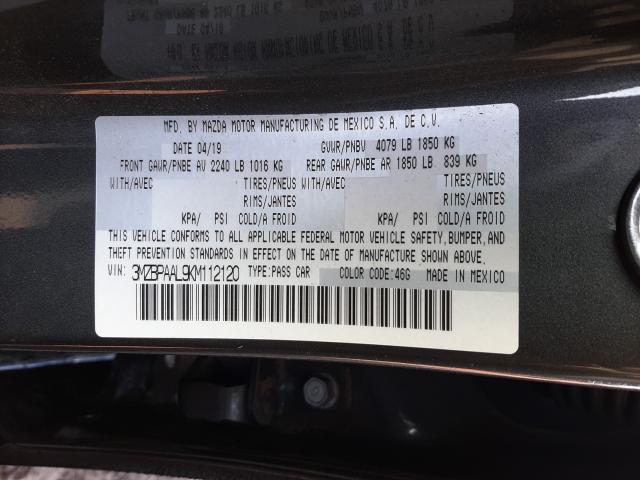 MFD. BY MAZDA MOTOR MANUFACTURING DE MEXICO S.A. DE C.V.
DATE 04/19 GVWR/PNBV 4079 LB 1850 KG
FRONT GAWR/PNBE AV 2240 LB 1016 KG REAR GAWR/PNBE AR 1850 LB 839 KG
WITH/AVEC TIRES/PNEUS WITH/AVEC TIRES/PNEUS
RIMS/JANTES RIMS/JANTES
KPA/ PSI COLD/A FROID KPA/ PSI COLD/A FROID
THIS VEHICLE CONFORMS TO ALL APPLICABLE FEDERAL MOTOR VEHICLE SAFETY, BUMPER, AND
THEFT PREVENTION STANDARDS IN EFFECT ON THE DATE OF MANUFACTURE SHOWN ABOVE.
VIN: 3MZBPAAL9KM112120 TYPE:PASS CAR COLOR CODE:46G MADE IN MEXICO